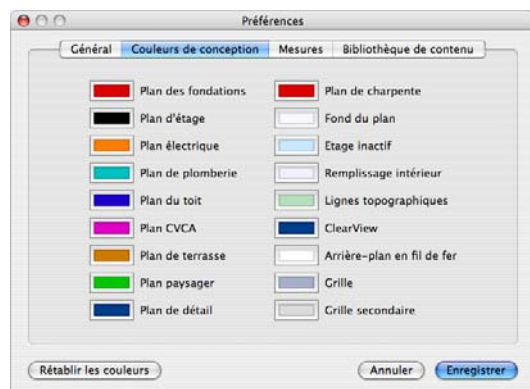 Préférences
Général Couleurs de conception Mesures Bibliothèque de contenu
Plan des fondations Plan de charpente
Plan d'étage Fond du plan
Plan électrique Etage inactif
Plan de plomberie Remplissage intérieur
Plan du toit Lignes topographiques
Plan CVCA ClearView
Plan de terrasse Arrière-plan en fil de fer
Plan paysager Grille
Plan de détail Grille secondaire
Rétablir les couleurs Annuler Enregistrer